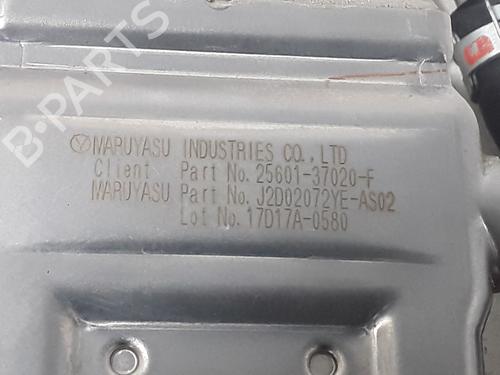 B-PARTS
MARUYASU INDUSTRIES CO., LTD
Client Part No. 25601-37020-F
MARUYASU Part No. J2D02072YE-AS02
Lot No. 17D17A-0580